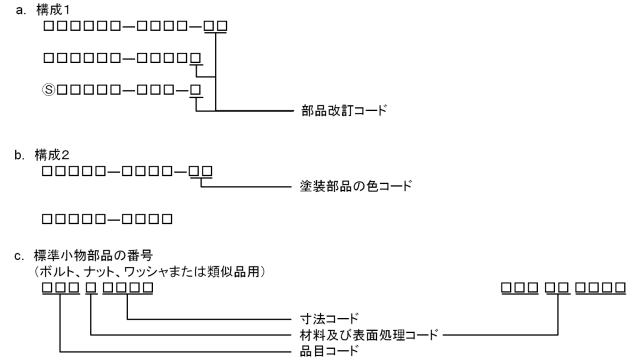 a. 構成1
□□□□□□−□□□□−□□
□□□□□□−□□□□□
Ⓢ□□□□□−□□□−□
部品改訂コード
b. 構成2
□□□□□−□□□□−□□
塗装部品の色コード
□□□□□−□□□□
c. 標準小物部品の番号
(ボルト、ナット、ワッシャまたは類似品用)
□□□ □ □□□□ □□□ □□ □□□□
寸法コード
材料及び表面処理コード
品目コード